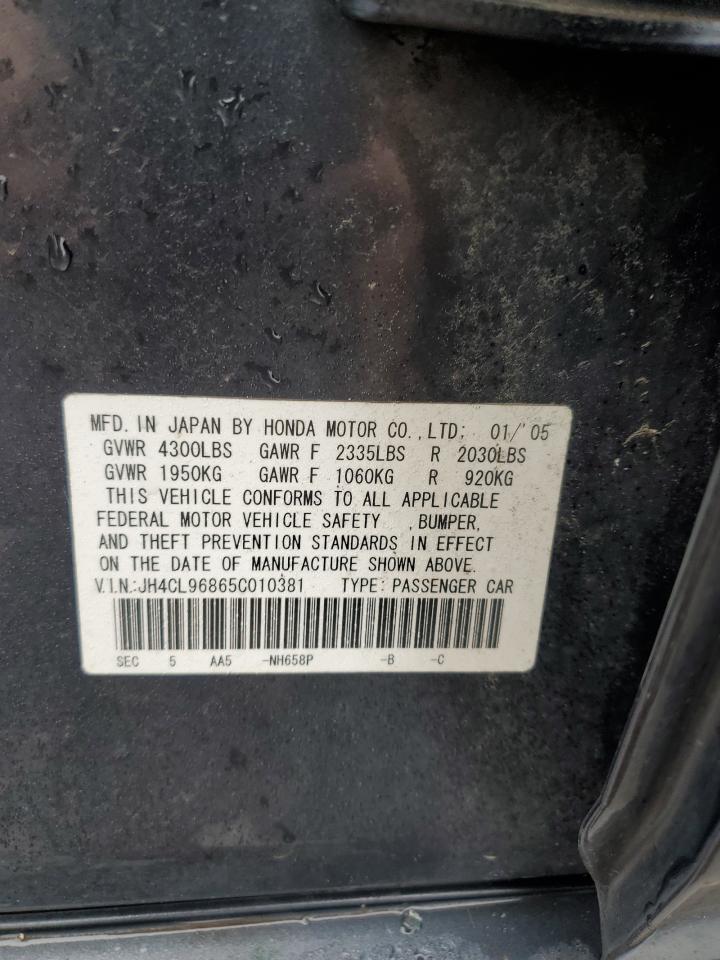 MFD. IN JAPAN BY HONDA MOTOR CO., LTD: 01/'05
GVWR 4300LBS GAWR F 2335LBS R 2030LBS
GVWR 1950KG GAWR F 1060KG R 920KG
THIS VEHICLE CONFORMS TO ALL APPLICABLE
FEDERAL MOTOR VEHICLE SAFETY , BUMPER,
AND THEFT PREVENTION STANDARDS IN EFFECT
ON THE DATE OF MANUFACTURE SHOWN ABOVE.
V.I.N.:JH4CL96865C010381 TYPE: PASSENGER CAR
SEC 5 AA5 -NH658P -B -C